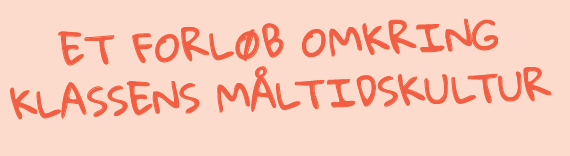 ET FORLØB OMKRING
KLASSENS MÅLTIDSKULTUR